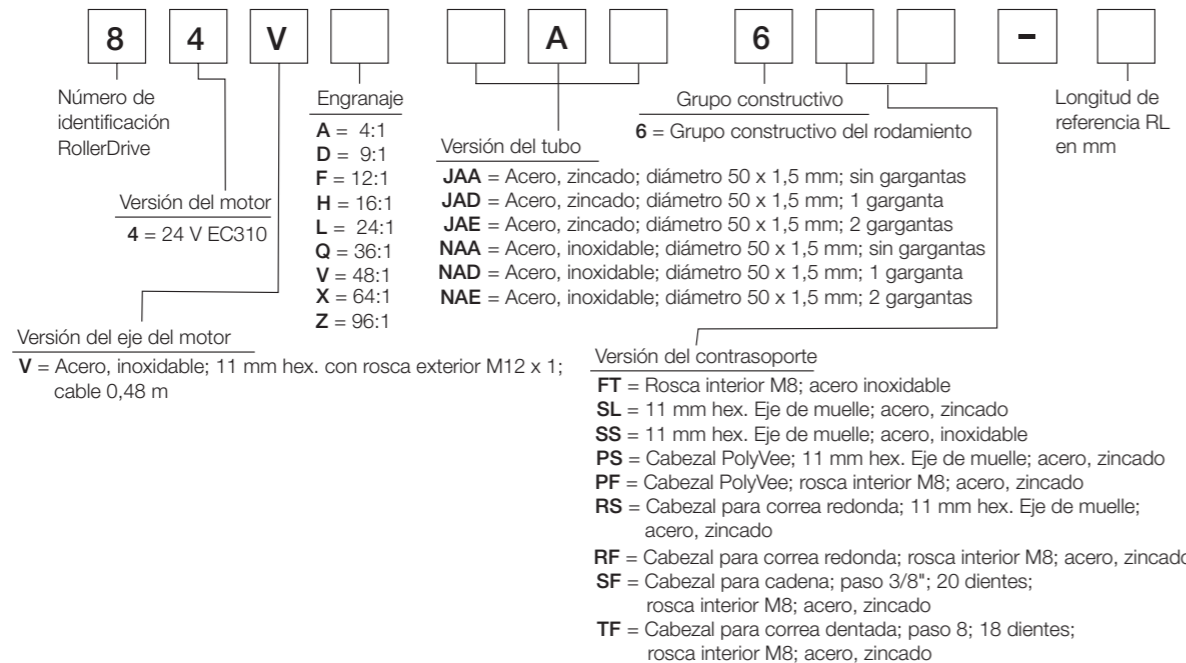 8 4 V A 6 -
Número de
identificación
RollerDrive
Versión del motor
4 = 24 V EC310
Versión del eje del motor
V = Acero, inoxidable; 11 mm hex. con rosca exterior M12 x 1;
cable 0,48 m
Engranaje
A = 4:1
D = 9:1
F = 12:1
H = 16:1
L = 24:1
Q = 36:1
V = 48:1
X = 64:1
Z = 96:1
Versión del tubo
JAA = Acero, zincado; diámetro 50 x 1,5 mm; sin gargantas
JAD = Acero, zincado; diámetro 50 x 1,5 mm; 1 garganta
JAE = Acero, zincado; diámetro 50 x 1,5 mm; 2 gargantas
NAA = Acero, inoxidable; diámetro 50 x 1,5 mm; sin gargantas
NAD = Acero, inoxidable; diámetro 50 x 1,5 mm; 1 garganta
NAE = Acero, inoxidable; diámetro 50 x 1,5 mm; 2 gargantas
Grupo constructivo
6 = Grupo constructivo del rodamiento
Versión del contrasoporte
FT = Rosca interior M8; acero inoxidable
SL = 11 mm hex. Eje de muelle; acero, zincado
SS = 11 mm hex. Eje de muelle; acero, inoxidable
PS = Cabezal PolyVee; 11 mm hex. Eje de muelle; acero, zincado
PF = Cabezal PolyVee; rosca interior M8; acero, zincado
RS = Cabezal para correa redonda; 11 mm hex. Eje de muelle;
acero, zincado
RF = Cabezal para correa redonda; rosca interior M8; acero, zincado
SF = Cabezal para cadena; paso 3/8"; 20 dientes;
rosca interior M8; acero, zincado
TF = Cabezal para correa dentada; paso 8; 18 dientes;
rosca interior M8; acero, zincado
Longitud de
referencia RL
en mm